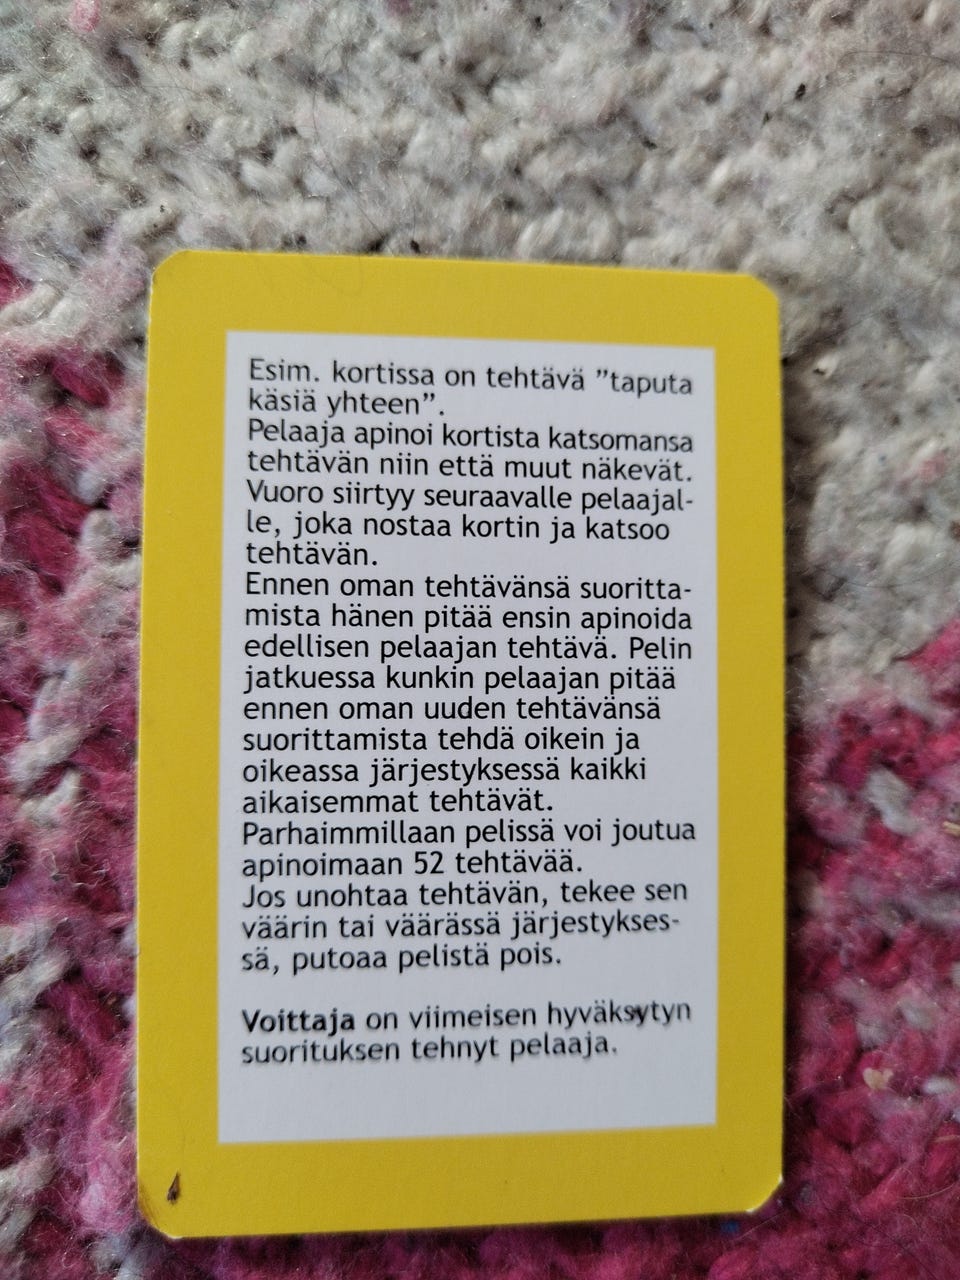 Esim. kortissa on tehtävä ”taputa
käsiä yhteen”.
Pelaaja apinoi kortista katsomansa
tehtävän niin että muut näkevät.
Vuoro siirtyy seuraavalle pelaajal-
le, joka nostaa kortin ja katsoo
tehtävän.
Ennen oman tehtävänsä suoritta-
mista hänen pitää ensin apinoida
edellisen pelaajan tehtävä. Pelin
jatkuessa kunkin pelaajan pitää
ennen oman uuden tehtävänsä
suorittamista tehdä oikein ja
oikeassa järjestyksessä kaikki
aikaisemmat tehtävät.
Parhaimmillaan pelissä voi joutua
apinoimaan 52 tehtävää.
Jos unohtaa tehtävän, tekee sen
väärin tai väärässä järjestykses-
sä, putoaa pelistä pois.
Voittaja on viimeisen hyväksytyn
suorituksen tehnyt pelaaja.